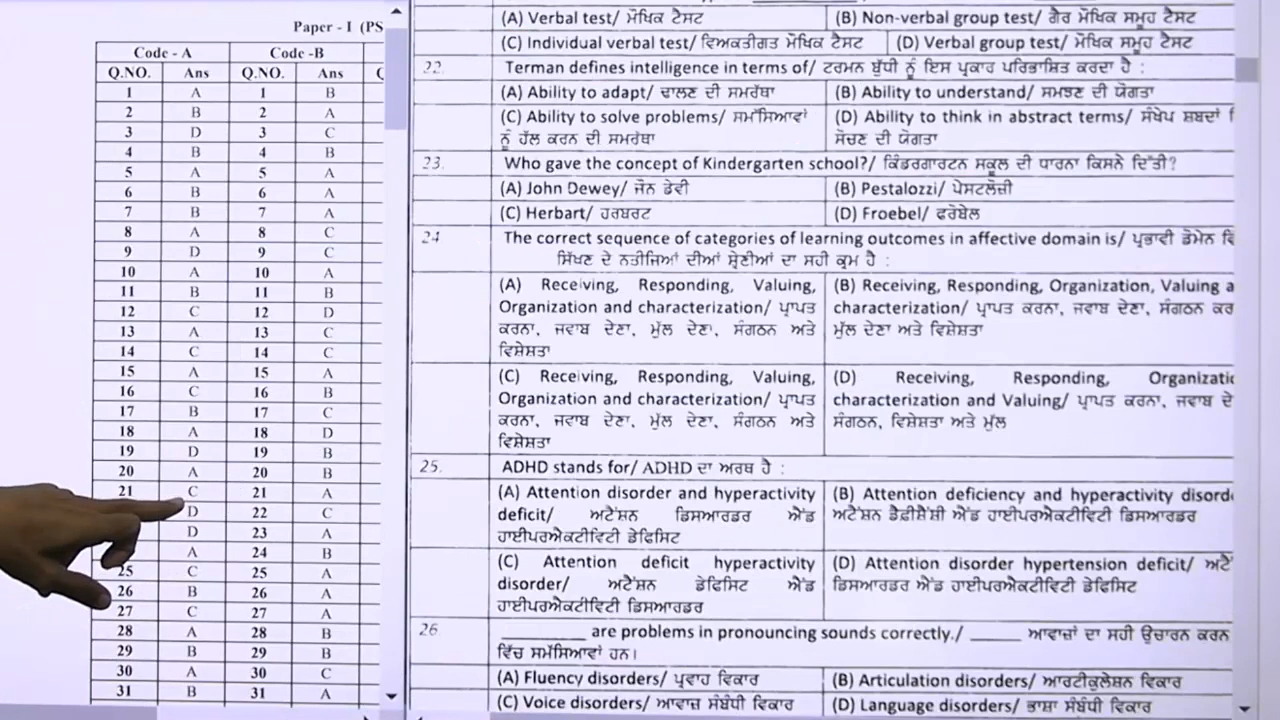 Paper - I (PS
Code - A Code -B
Q.NO. Ans Q.NO. Ans
1 A 1 B
2 B 2 A
3 D 3 C
4 B 4 B
5 A 5 A
6 B 6 A
7 B 7 A
8 A 8 C
9 D 9 C
10 A 10 A
11 B 11 B
12 C 12 D
13 A 13 C
14 C 14 C
15 A 15 A
16 C 16 B
17 B 17 C
18 A 18 D
19 D 19 B
20 A 20 B
21 C 21 A
D 22 C
D 23 A
A 24 B
25 C 25 A
26 B 26 A
27 C 27 A
28 A 28 B
29 B 29 B
30 A 30 C
31 B 31 A
(A) Verbal test/ ਮੌਖਿਕ ਟੈਸਟ (B) Non-verbal group test/ ਗੈਰ ਮੌਖਿਕ ਸਮੂਹ ਟੈਸਟ
(C) Individual verbal test/ ਵਿਅਕਤੀਗਤ ਮੌਖਿਕ ਟੈਸਟ (D) Verbal group test/ ਮੌਖਿਕ ਸਮੂਹ ਟੈਸਟ
22. Terman defines intelligence in terms of/ ਟਰਮਨ ਬੁੱਧੀ ਨੂੰ ਇਸ ਪ੍ਰਕਾਰ ਪਰਿਭਾਸ਼ਿਤ ਕਰਦਾ ਹੈ :
(A) Ability to adapt/ ਢਾਲਣ ਦੀ ਸਮਰੱਥਾ (B) Ability to understand/ ਸਮਝਣ ਦੀ ਯੋਗਤਾ
(C) Ability to solve problems/ ਸਮੱਸਿਆਵਾਂ
ਨੂੰ ਹੱਲ ਕਰਨ ਦੀ ਸਮਰੱਥਾ
(D) Ability to think in abstract terms/ ਸੰਖੇਪ ਸ਼ਬਦਾਂ
ਸੋਚਣ ਦੀ ਯੋਗਤਾ
23. Who gave the concept of Kindergarten school?/ ਕਿੰਡਰਗਾਰਟਨ ਸਕੂਲ ਦੀ ਧਾਰਨਾ ਕਿਸਨੇ ਦਿੱਤੀ?
(A) John Dewey/ ਜੌਨ ਡੇਵੀ (B) Pestalozzi/ ਪੇਸਟਲੋਜ਼ੀ
(C) Herbart/ ਹਰਬਰਟ (D) Froebel/ ਫਰੋਬੇਲ
24 The correct sequence of categories of learning outcomes in affective domain is/ ਪ੍ਰਭਾਵੀ ਡੋਮੇਨ ਵਿ
ਸਿੱਖਣ ਦੇ ਨਤੀਜਿਆਂ ਦੀਆਂ ਸ਼੍ਰੇਣੀਆਂ ਦਾ ਸਹੀ ਕ੍ਰਮ ਹੈ :
(A) Receiving, Responding, Valuing,
Organization and characterization/ ਪ੍ਰਾਪਤ
ਕਰਨਾ, ਜਵਾਬ ਦੇਣਾ, ਮੁੱਲ ਦੇਣਾ, ਸੰਗਠਨ ਅਤੇ
ਵਿਸ਼ੇਸ਼ਤਾ
(B) Receiving, Responding, Organization, Valuing a
characterization/ ਪ੍ਰਾਪਤ ਕਰਨਾ, ਜਵਾਬ ਦੇਣਾ, ਸੰਗਠਨ ਕਰ
ਮੁੱਲ ਦੇਣਾ ਅਤੇ ਵਿਸ਼ੇਸ਼ਤਾ
(C) Receiving, Responding, Valuing,
Organization and characterization/ ਪ੍ਰਾਪਤ
ਕਰਨਾ, ਜਵਾਬ ਦੇਣਾ, ਮੁੱਲ ਦੇਣਾ, ਸੰਗਠਨ ਅਤੇ
ਵਿਸ਼ੇਸ਼ਤਾ
(D) Receiving, Responding, Organizatio
characterization and Valuing/ ਪ੍ਰਾਪਤ ਕਰਨਾ, ਜਵਾਬ ਦੇ
ਸੰਗਠਨ, ਵਿਸ਼ੇਸ਼ਤਾ ਅਤੇ ਮੁੱਲ
25. ADHD stands for/ ADHD ਦਾ ਅਰਥ ਹੈ :
(A) Attention disorder and hyperactivity
deficit/ ਅਟੈਂਸ਼ਨ ਡਿਸਆਰਡਰ ਐਂਡ
ਹਾਈਪਰਐਕਟੀਵਿਟੀ ਡੇਫਿਸਿਟ
(B) Attention deficiency and hyperactivity disord
ਅਟੈਂਸ਼ਨ ਡੈਫੀਸ਼ੈਂਸੀ ਐਂਡ ਹਾਈਪਰਐਕਟੀਵਿਟੀ ਡਿਸਆਰਡਰ
(C) Attention deficit hyperactivity
disorder/ ਅਟੈਂਸ਼ਨ ਡੇਫਿਸਿਟ ਐਂਡ
ਹਾਈਪਰਐਕਟੀਵਿਟੀ ਡਿਸਆਰਡਰ
(D) Attention disorder hypertension deficit/ ਅਟੈਂ
ਡਿਸਆਰਡਰ ਐਂਡ ਹਾਈਪਰਐਕਟੀਵਿਟੀ ਡੇਫਿਸਿਟ
26 ________ are problems in pronouncing sounds correctly./ _____ ਆਵਾਜ਼ਾਂ ਦਾ ਸਹੀ ਉਚਾਰਨ ਕਰਨ
ਵਿੱਚ ਸਮੱਸਿਆਵਾਂ ਹਨ।
(A) Fluency disorders/ ਪ੍ਰਵਾਹ ਵਿਕਾਰ (B) Articulation disorders/ ਆਰਟੀਕੁਲੇਸ਼ਨ ਵਿਕਾਰ
(C) Voice disorders/ ਆਵਾਜ਼ ਸੰਬੰਧੀ ਵਿਕਾਰ (D) Language disorders/ ਭਾਸ਼ਾ ਸੰਬੰਧੀ ਵਿਕਾਰ